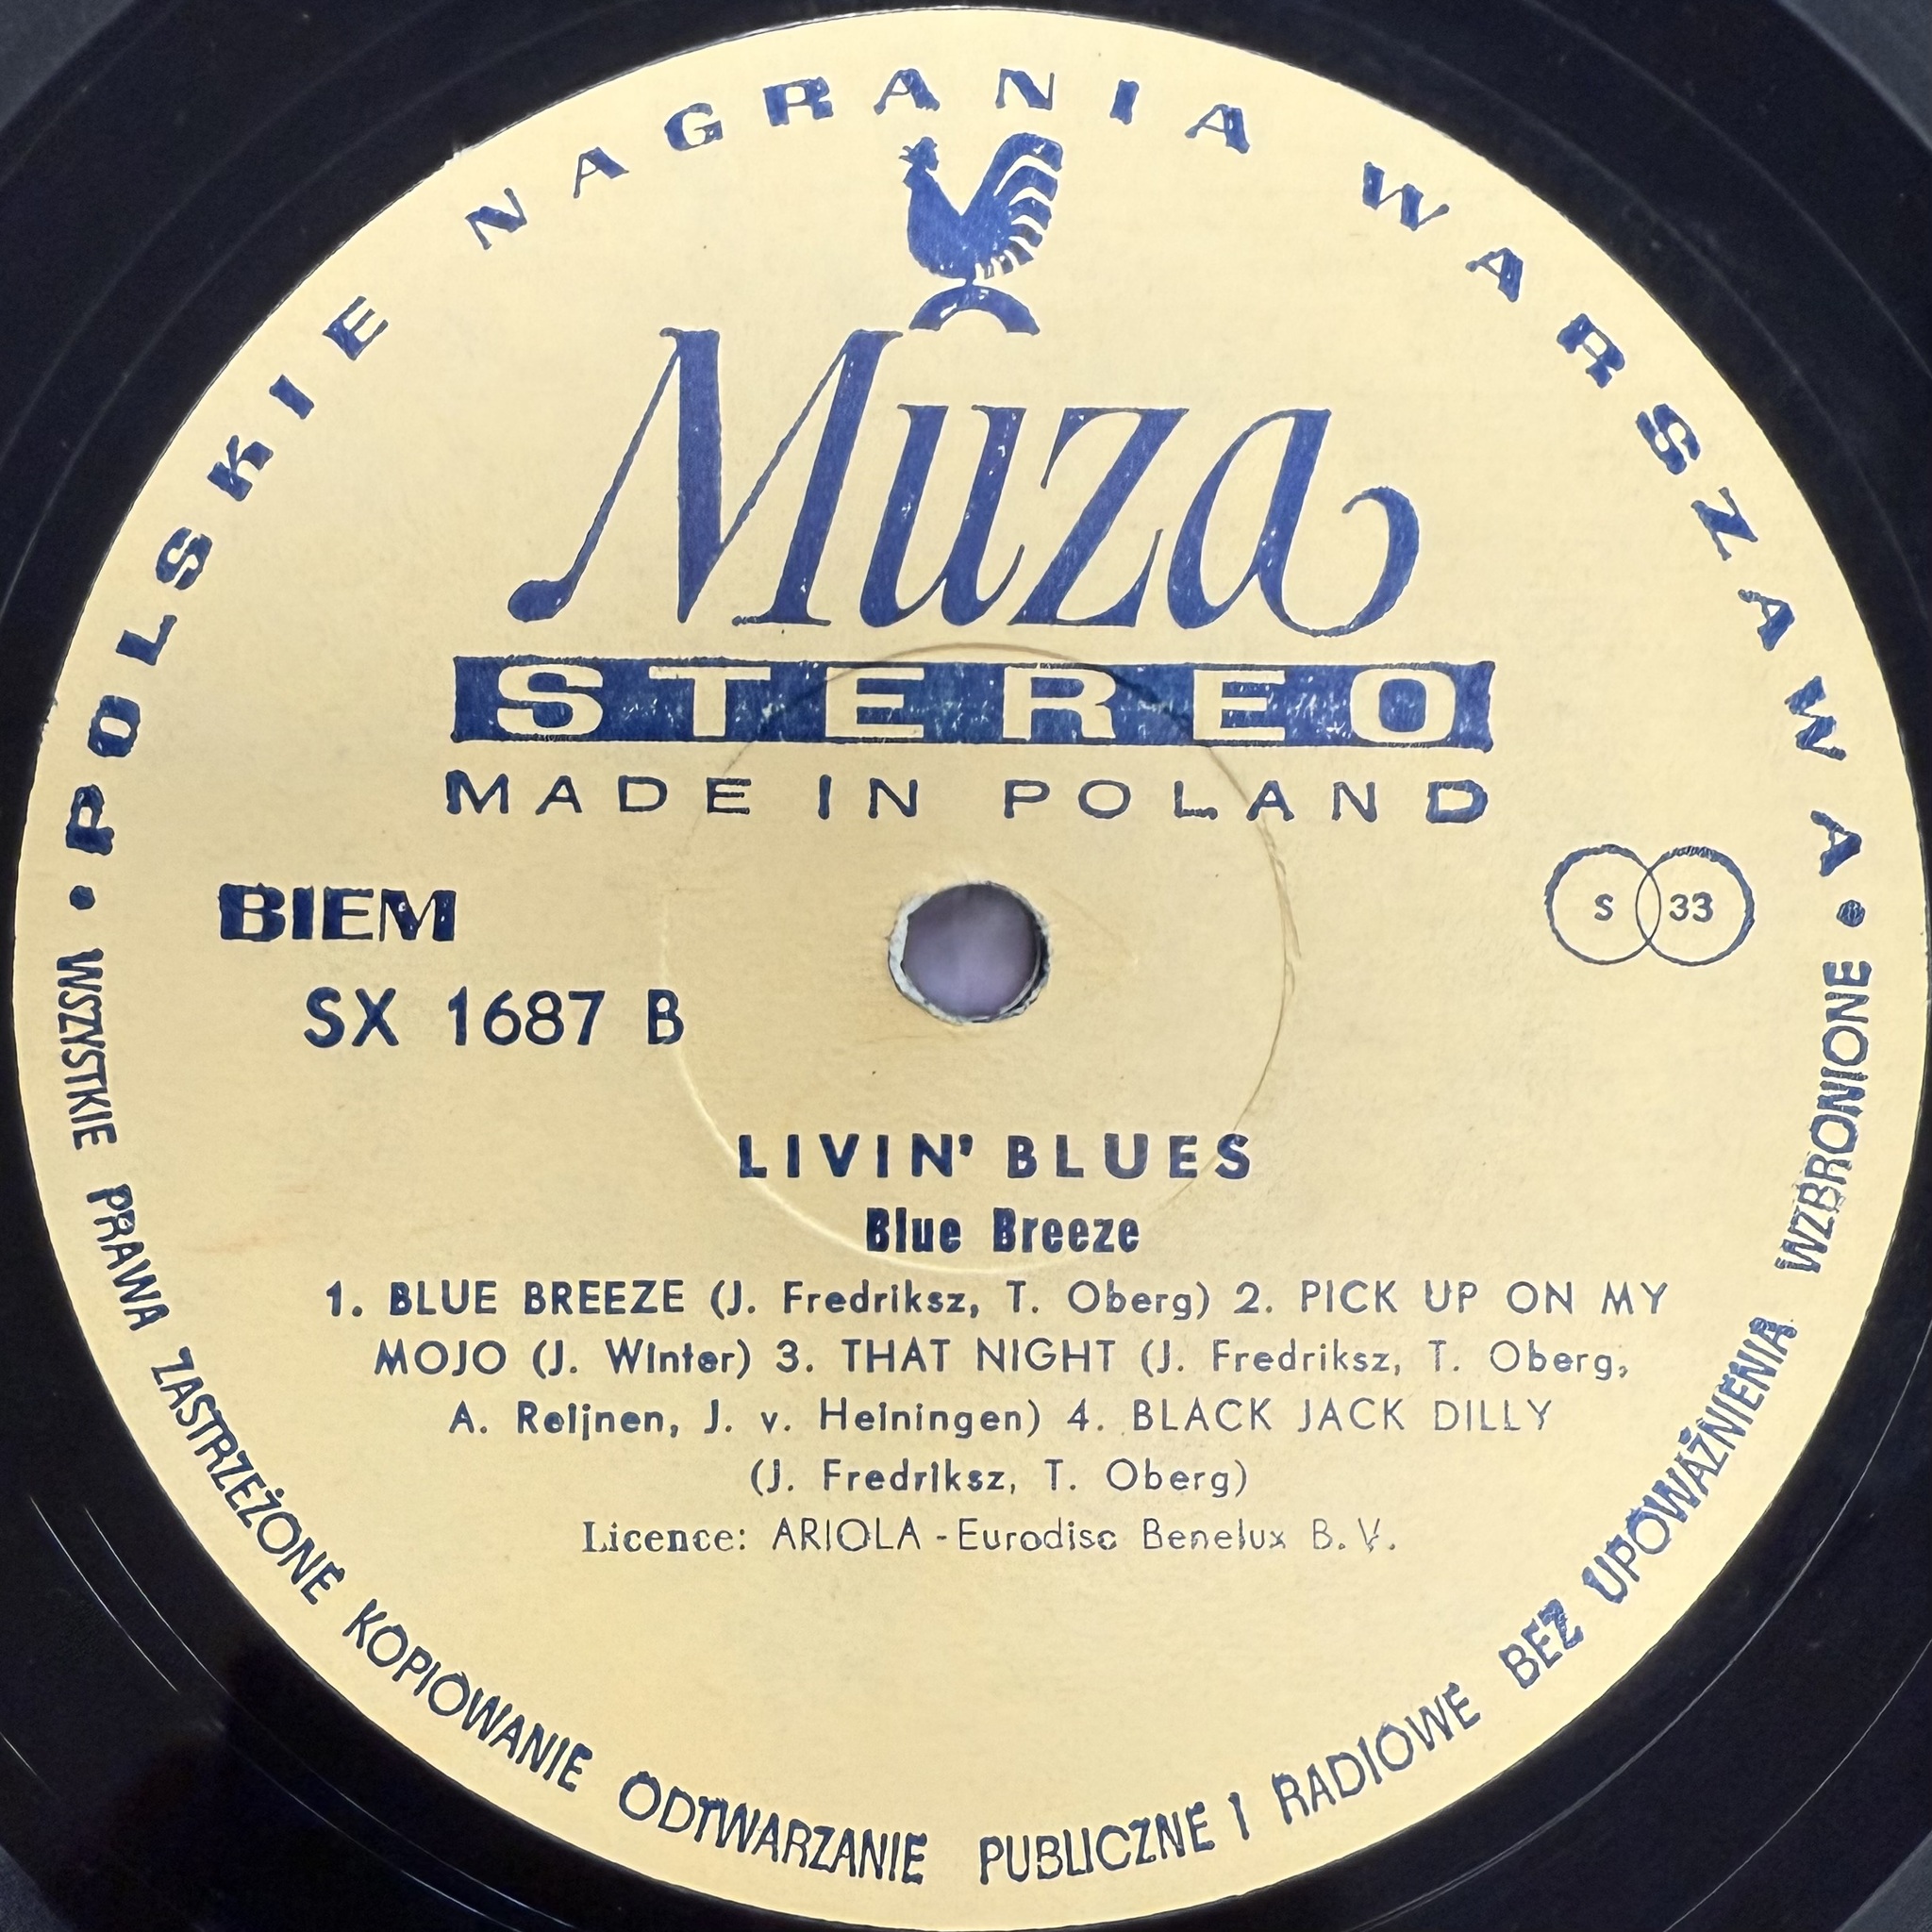 POLSKIE NAGRANIA WARSZAWA
Muza
STEREO
MADE IN POLAND
BIEM
S 33
SX 1687 B
LIVIN' BLUES
Blue Breeze
1. BLUE BREEZE (J. Fredriksz, T. Oberg) 2. PICK UP ON MY
MOJO (J. Winter) 3. THAT NIGHT (J. Fredriksz, T. Oberg,
A. Reijnen, J. v. Heiningen) 4. BLACK JACK DILLY
(J. Fredriksz, T. Oberg)
Licence: ARIOLA - Eurodisc Benelux B. V.
• WSZYSTKIE PRAWA ZASTRZEŻONE KOPIOWANIE ODTWARZANIE PUBLICZNE I RADIOWE BEZ UPOWAŻNIENIA WZBRONIONE •